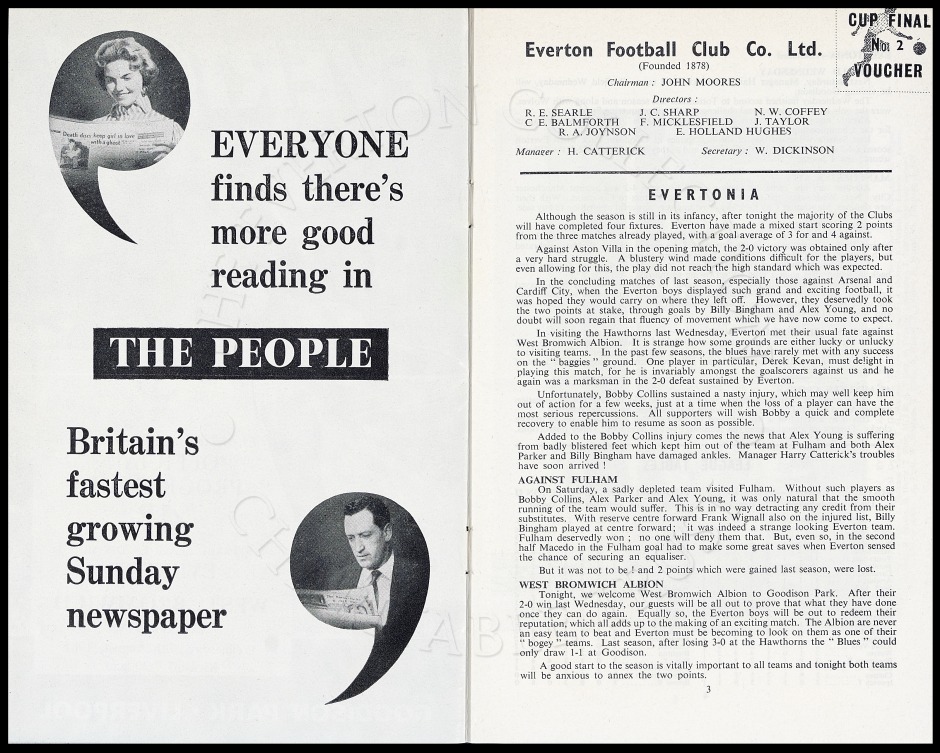 Death does keep girl in love
with a ghost
EVERYONE
finds there's
more good
reading in
THE PEOPLE
Britain's
fastest
growing
Sunday
newspaper
CUP FINAL
No 2
VOUCHER
Everton Football Club Co. Ltd.
(Founded 1878)
Chairman : JOHN MOORES
Directors :
R. E. SEARLE J. C. SHARP N. W. COFFEY
C E. BALMFORTH F. MICKLESFIELD J. TAYLOR
R. A. JOYNSON E. HOLLAND HUGHES
Manager : H. CATTERICK Secretary : W. DICKINSON
EVERTONIA
Although the season is still in its infancy, after tonight the majority of the Clubs
will have completed four fixtures. Everton have made a mixed start scoring 2 points
from the three matches already played, with a goal average of 3 for and 4 against.
Against Aston Villa in the opening match, the 2-0 victory was obtained only after
a very hard struggle. A blustery wind made conditions difficult for the players, but
even allowing for this, the play did not reach the high standard which was expected.
In the concluding matches of last season, especially those against Arsenal and
Cardiff City, when the Everton boys displayed such grand and exciting football, it
was hoped they would carry on where they left off. However, they deservedly took
the two points at stake, through goals by Billy Bingham and Alex Young, and no
doubt will soon regain that fluency of movement which we have now come to expect.
In visiting the Hawthorns last Wednesday, Everton met their usual fate against
West Bromwich Albion. It is strange how some grounds are either lucky or unlucky
to visiting teams. In the past few seasons, the blues have rarely met with any success
on the " baggies " ground. One player in particular, Derek Kevan, must delight in
playing this match, for he is invariably amongst the goalscorers against us and he
again was a marksman in the 2-0 defeat sustained by Everton.
Unfortunately, Bobby Collins sustained a nasty injury, which may well keep him
out of action for a few weeks, just at a time when the loss of a player can have the
most serious repercussions. All supporters will wish Bobby a quick and complete
recovery to enable him to resume as soon as possible.
Added to the Bobby Collins injury comes the news that Alex Young is suffering
from badly blistered feet which kept him out of the team at Fulham and both Alex
Parker and Billy Bingham have damaged ankles. Manager Harry Catterick's troubles
have soon arrived !
AGAINST FULHAM
On Saturday, a sadly depleted team visited Fulham. Without such players as
Bobby Collins, Alex Parker and Alex Young, it was only natural that the smooth
running of the team would suffer. This is in no way detracting any credit from their
substitutes. With reserve centre forward Frank Wignall also on the injured list, Billy
Bingham played at centre forward ; it was indeed a strange looking Everton team.
Fulham deservedly won ; no one will deny them that. But, even so, in the second
half Macedo in the Fulham goal had to make some great saves when Everton sensed
the chance of securing an equaliser.
But it was not to be ! and 2 points which were gained last season, were lost.
WEST BROMWICH ALBION
Tonight, we welcome West Bromwich Albion to Goodison Park. After their
2-0 win last Wednesday, our guests will be all out to prove that what they have done
once they can do again. Equally so, the Everton boys will be out to redeem their
reputation, which all adds up to the making of an exciting match. The Albion are never
an easy team to beat and Everton must be becoming to look on them as one of their
" bogey " teams. Last season, after losing 3-0 at the Hawthorns the " Blues " could
only draw 1-1 at Goodison.
A good start to the season is vitally important to all teams and tonight both teams
will be anxious to annex the two points.
3